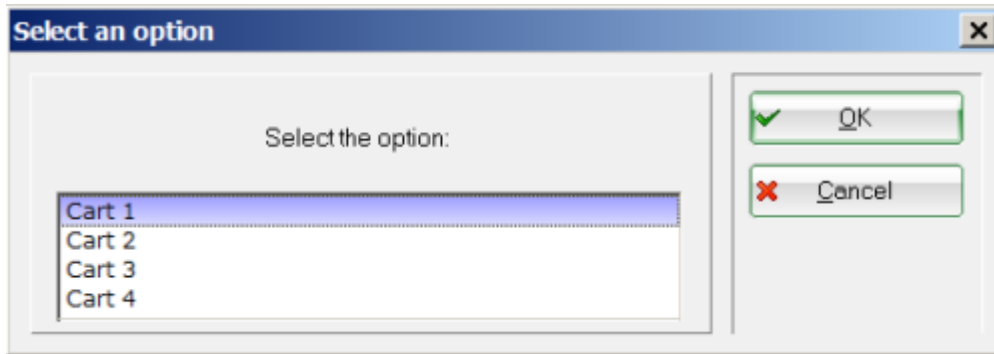 Select an option
Select the option:
Cart 1
Cart 2
Cart 3
Cart 4
OK
Cancel